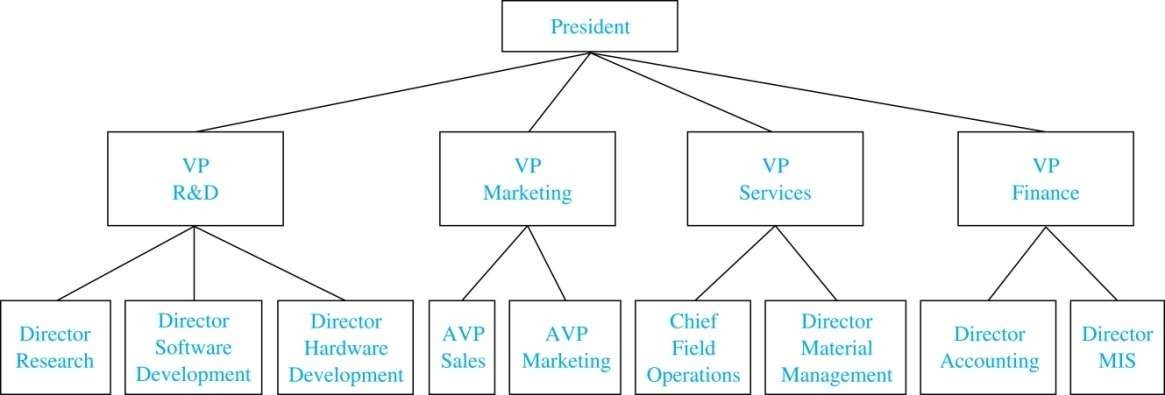 President
VP
R&D
VP
Marketing
VP
Services
VP
Finance
Director
Research
Director
Software
Development
Director
Hardware
Development
AVP
Sales
AVP
Marketing
Chief
Field
Operations
Director
Material
Management
Director
Accounting
Director
MIS